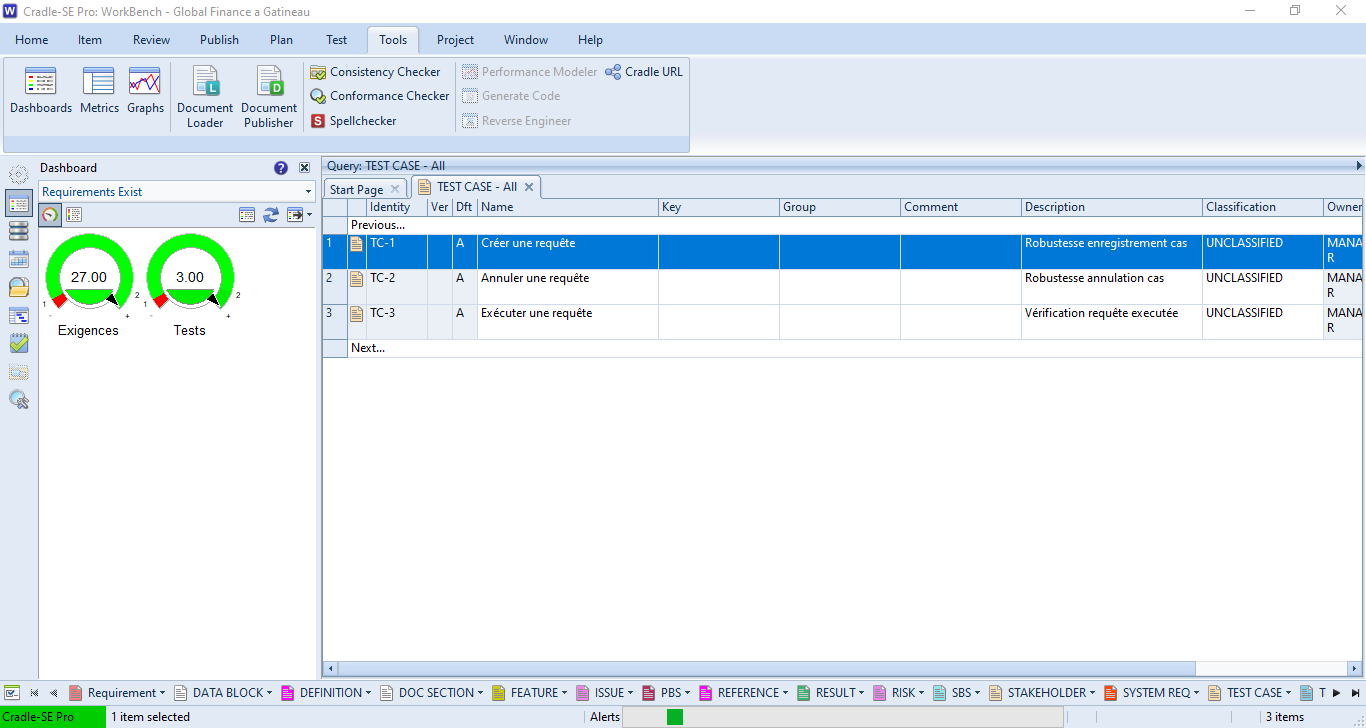 Cradle-SE Pro: WorkBench - Global Finance a Gatineau
Home Item Review Publish Plan Test Tools Project Window Help
Dashboards Metrics Graphs Document Loader Document Publisher
Consistency Checker
Conformance Checker
Spellchecker
Performance Modeler
Generate Code
Reverse Engineer
Cradle URL
Dashboard
Requirements Exist
27.00 3.00
1 2 1 2
- + - +
Exigences Tests
Query: TEST CASE - All
Start Page TEST CASE - All
Identity Ver Dft Name Key Group Comment Description Classification Owner
Previous...
1 TC-1 A Créer une requête Robustesse enregistrement cas UNCLASSIFIED MANA
R
2 TC-2 A Annuler une requête Robustesse annulation cas UNCLASSIFIED MANA
R
3 TC-3 A Exécuter une requête Vérification requête executée UNCLASSIFIED MANA
R
Next...
Requirement DATA BLOCK DEFINITION DOC SECTION FEATURE ISSUE PBS REFERENCE RESULT RISK SBS STAKEHOLDER SYSTEM REQ TEST CASE T
Cradle-SE Pro 1 item selected Alerts 3 items